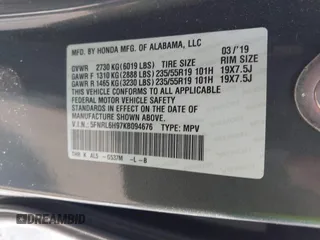 MFD. BY HONDA MFG. OF ALABAMA, LLC 03/'19
GVWR 2730 KG(6019 LBS) TIRE SIZE
GAWR F 1310 KG(2888 LBS)235/55R19 101H 19X7.5J
GAWR R 1465 KG(3230 LBS)235/55R19 101H 19X7.5J
THIS VEHICLE CONFORMS TO ALL APPLICABLE
FEDERAL MOTOR VEHICLE SAFETY
STANDARDS IN EFFECT ON THE DATE OF
MANUFACTURE SHOWN ABOVE.
V.I.N.: 5FNRL6H97KB094676 TYPE: MPV
DREAMBID